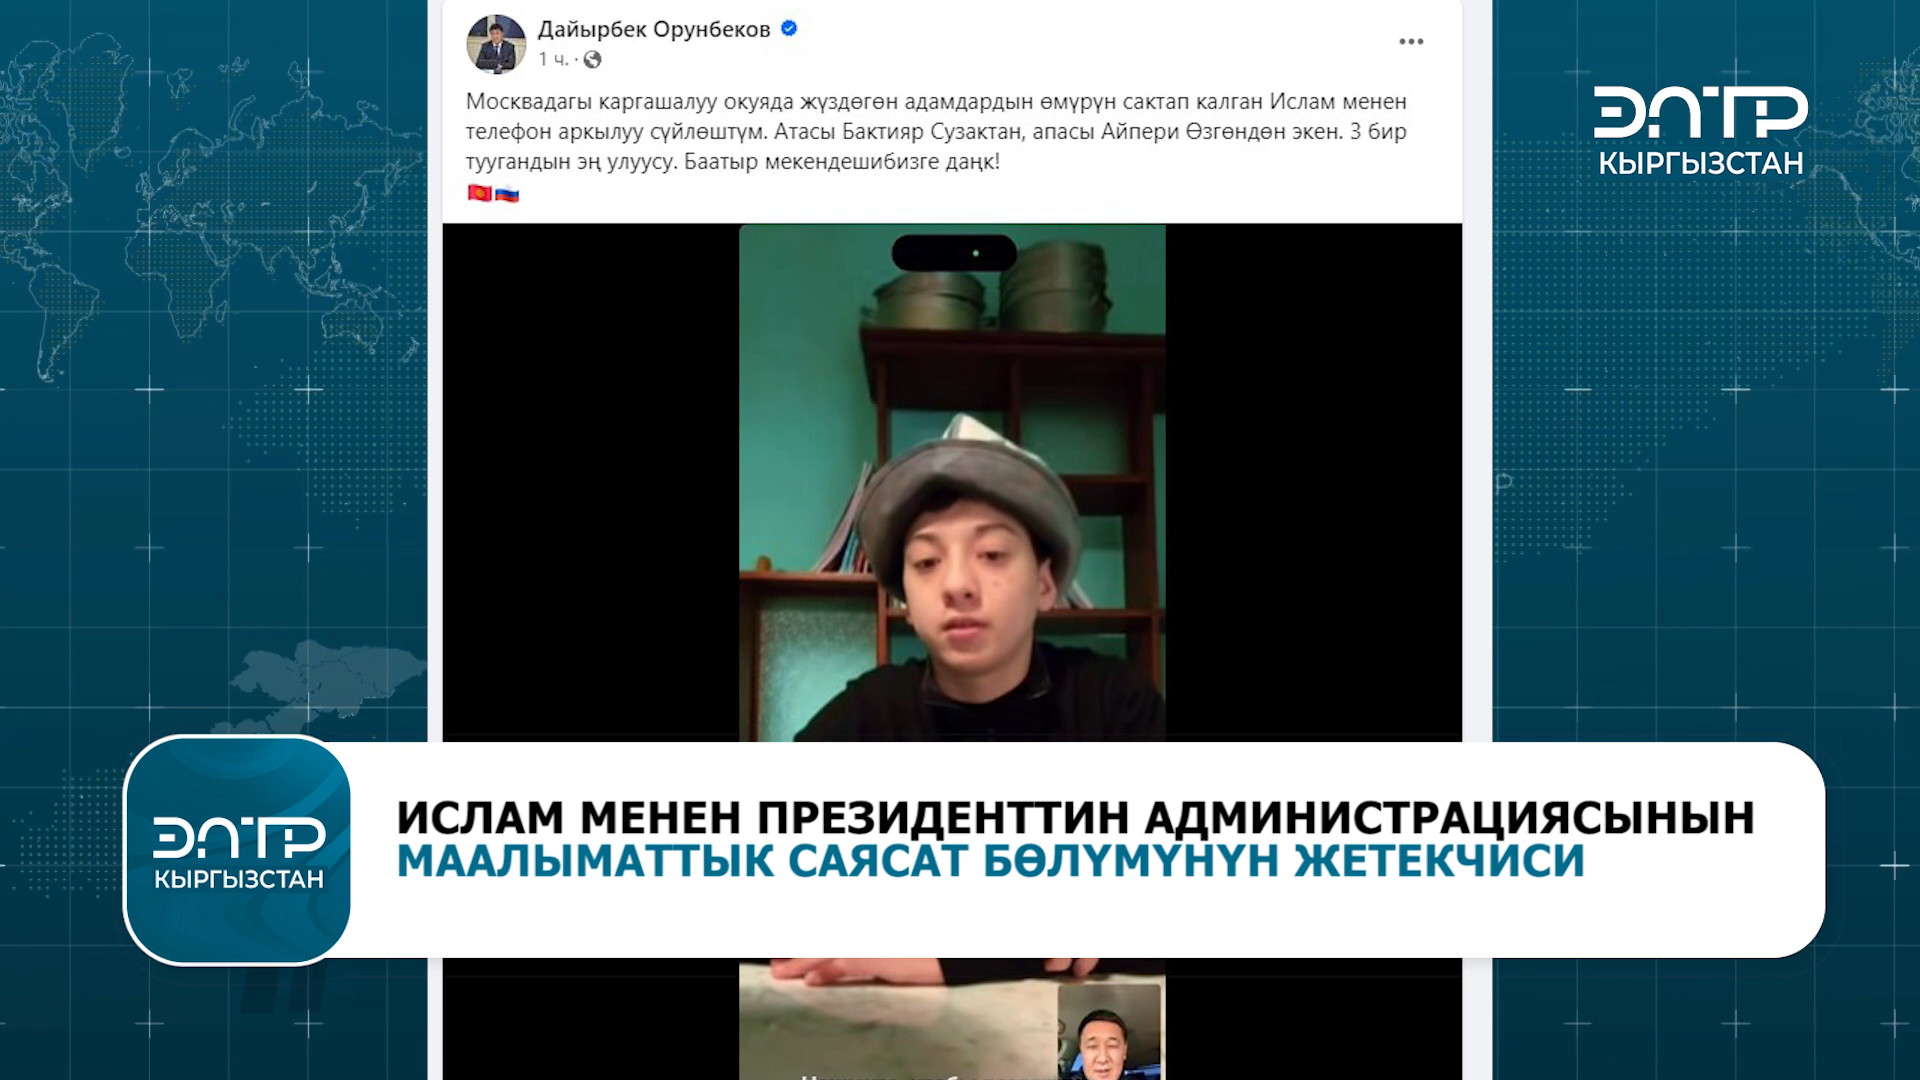 Дайырбек Орунбеков
1 ч. ·
Москвадагы каргашалуу окуяда жүздөгөн адамдардын өмүрүн сактап калган Ислам менен
телефон аркылуу сүйлөштүм. Атасы Бактияр Сузактан, апасы Айпери Өзгөндөн экен. 3 бир
туугандын эң улуусу. Баатыр мекендешибизге даңк!
ЭЛТР
КЫРГЫЗСТАН
ЭЛТР
КЫРГЫЗСТАН
ИСЛАМ МЕНЕН ПРЕЗИДЕНТТИН АДМИНИСТРАЦИЯСЫНЫН
МААЛЫМАТТЫК САЯСАТ БӨЛҮМҮНҮН ЖЕТЕКЧИСИ